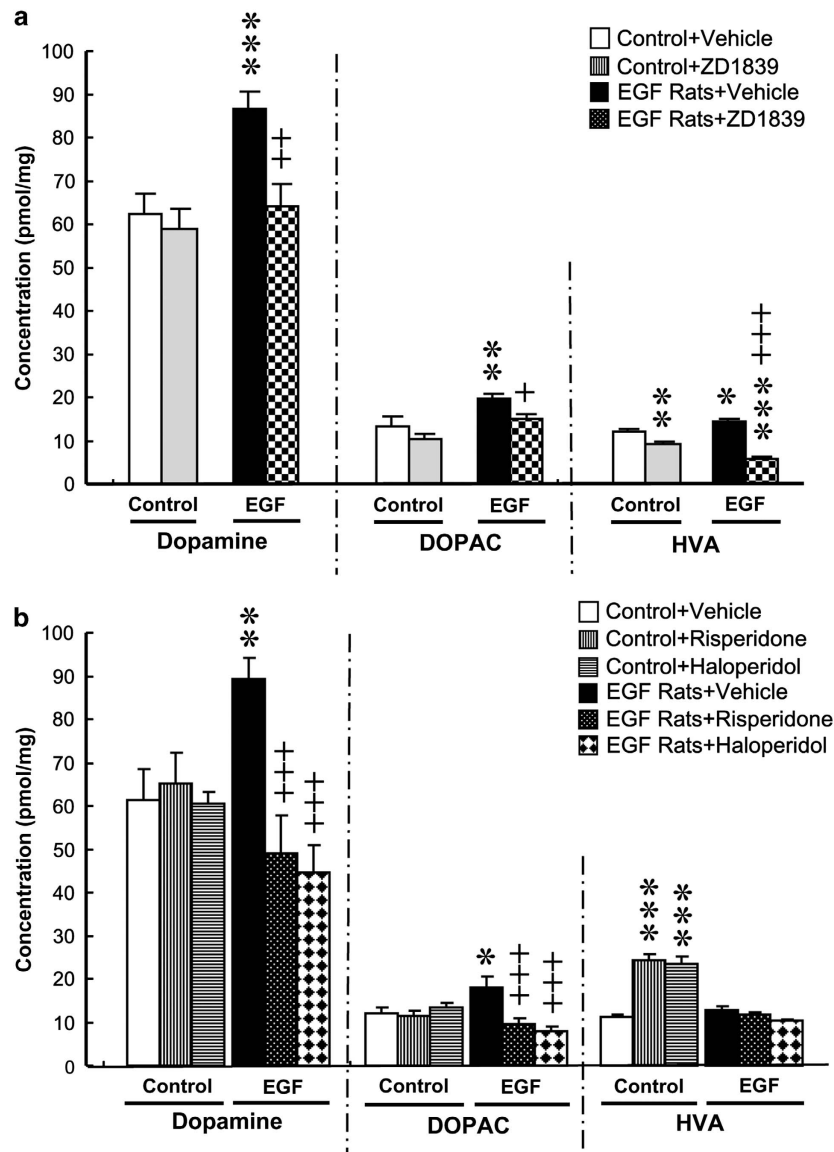 a
Control+Vehicle
Control+ZD1839
EGF Rats+Vehicle
EGF Rats+ZD1839
Concentration (pmol/mg)
100
90
80
70
60
50
40
30
20
10
0
***
++
**
+
**
*
+++
***
Control EGF Control EGF Control EGF
Dopamine DOPAC HVA
b
Control+Vehicle
Control+Risperidone
Control+Haloperidol
EGF Rats+Vehicle
EGF Rats+Risperidone
EGF Rats+Haloperidol
Concentration (pmol/mg)
100
90
80
70
60
50
40
30
20
10
0
**
+++
+++
*
+++
+++
***
***
Control EGF Control EGF Control EGF
Dopamine DOPAC HVA